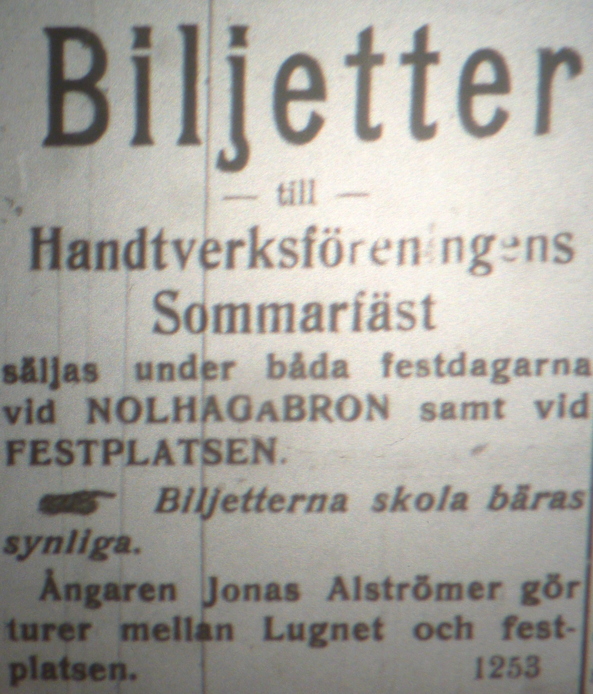 Biljetter
— till —
Handtverksföreningens
Sommarfäst
säljas under båda festdagarna
vid NOLHAGABRON samt vid
FESTPLATSEN.
Biljetterna skola bäras
synliga.
Ångaren Jonas Alströmer gör
turer mellan Lugnet och fest-
platsen. 1253